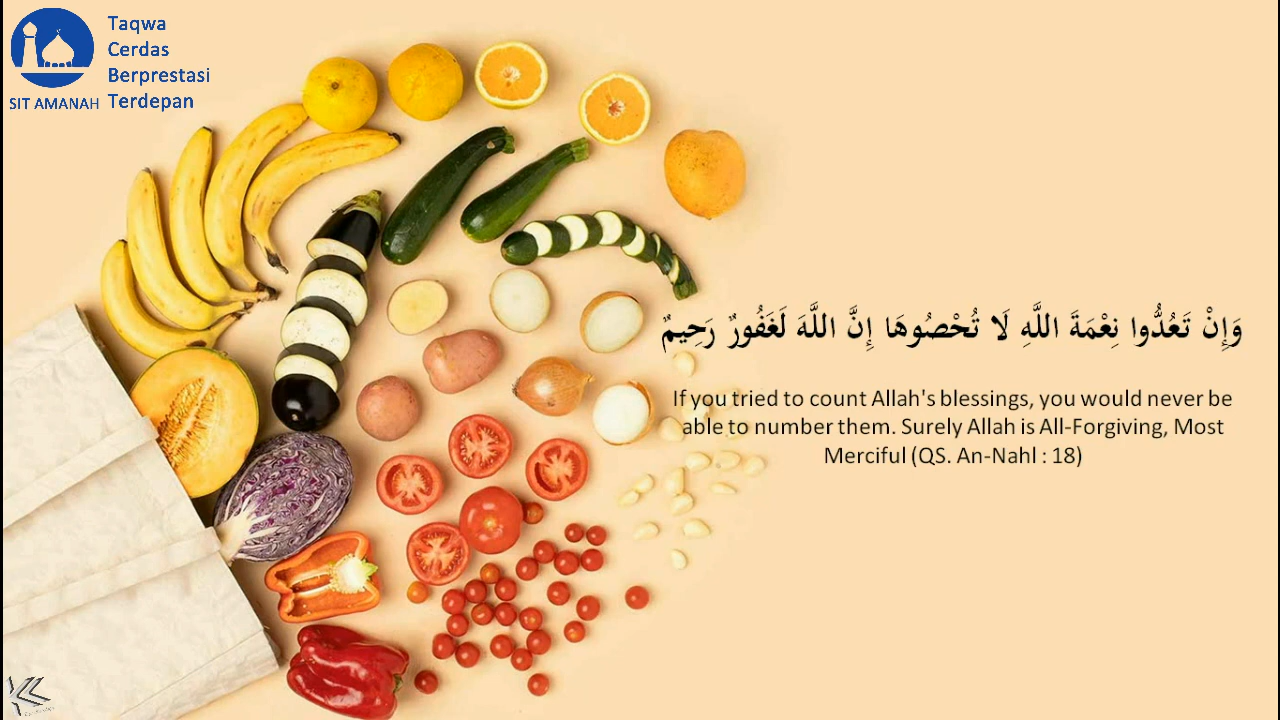 Taqwa
Cerdas
Berprestasi
Terdepan
SIT AMANAH
وَإِنْ تَعُدُّوا نِعْمَةَ اللَّهِ لَا تُحْصُوهَا إِنَّ اللَّهَ لَغَفُورٌ رَحِيمٌ
If you tried to count Allah's blessings, you would never be
able to number them. Surely Allah is All-Forgiving, Most
Merciful (QS. An-Nahl : 18)